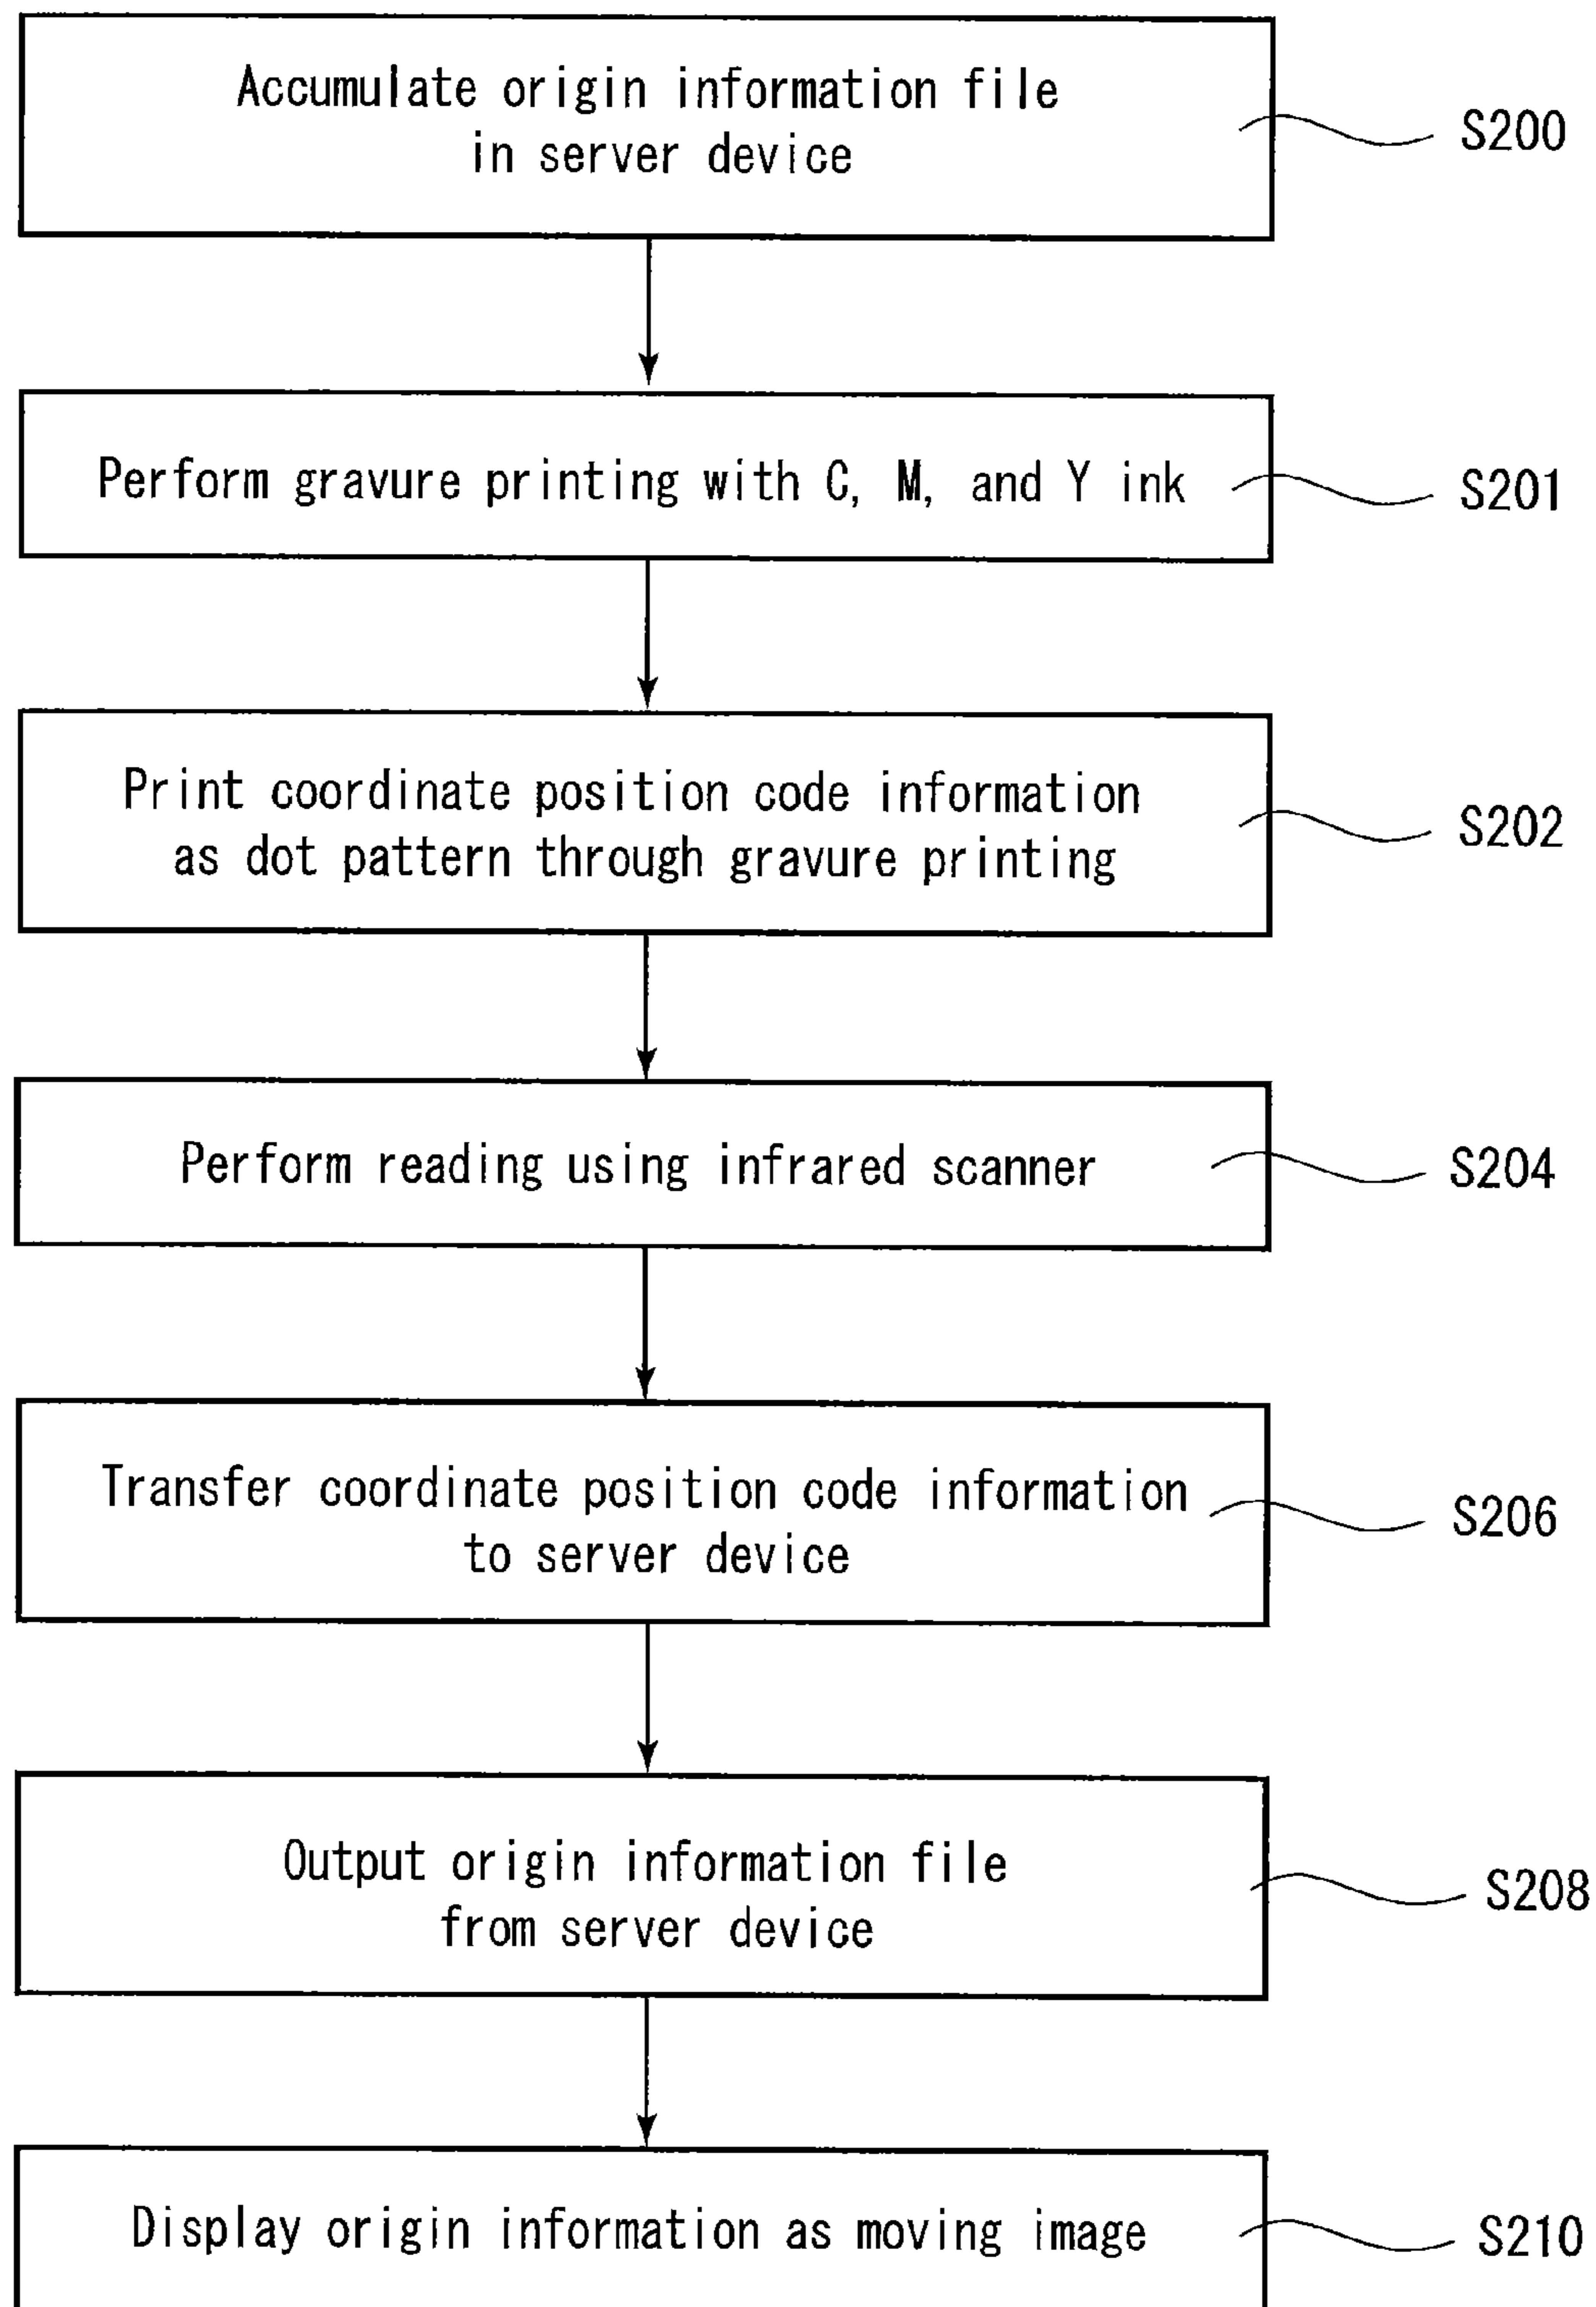 Accumulate origin information file
in server device
S200
Perform gravure printing with C, M, and Y ink
S201
Print coordinate position code information
as dot pattern through gravure printing
S202
Perform reading using infrared scanner
S204
Transfer coordinate position code information
to server device
S206
Output origin information file
from server device
S208
Display origin information as moving image
S210